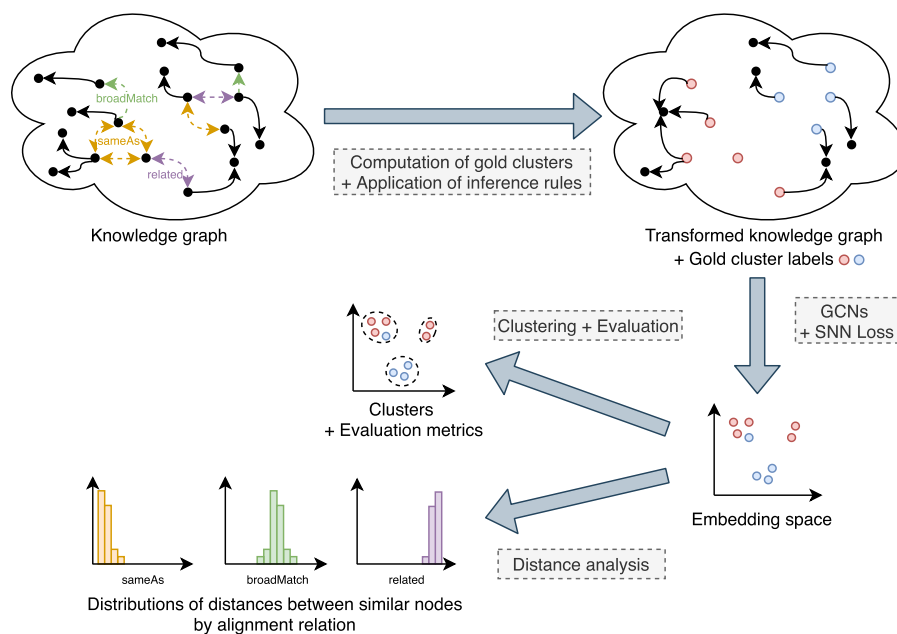 broadMatch
sameAs
related
Knowledge graph
Computation of gold clusters
+ Application of inference rules
Transformed knowledge graph
+ Gold cluster labels
GCNs
+ SNN Loss
Clustering + Evaluation
Clusters
+ Evaluation metrics
Embedding space
Distance analysis
sameAs
broadMatch
related
Distributions of distances between similar nodes
by alignment relation